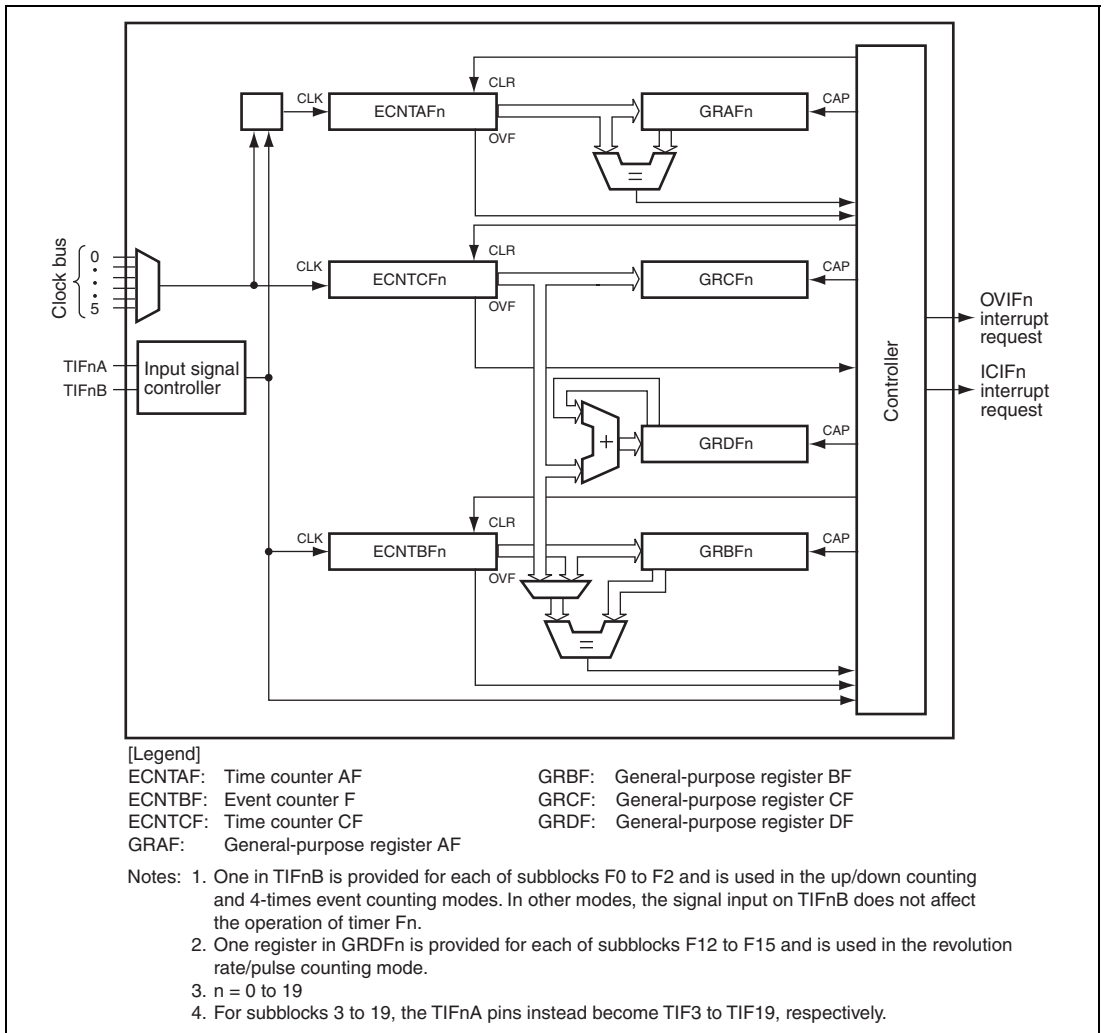 CLR
CLK
ECNTAFn
GRAFn
CAP
OVF
=
CLR
Clock bus
0
5
CLK
ECNTCFn
GRCFn
CAP
OVF
OVIFn
interrupt
request
TIFnA
TIFnB
Input signal
controller
Controller
ICIFn
interrupt
request
+
GRDFn
CAP
CLR
CLK
ECNTBFn
GRBFn
CAP
OVF
=
[Legend]
ECNTAF: Time counter AF
GRBF: General-purpose register BF
ECNTBF: Event counter F
GRCF: General-purpose register CF
ECNTCF: Time counter CF
GRDF: General-purpose register DF
GRAF: General-purpose register AF
Notes: 1. One in TIFnB is provided for each of subblocks F0 to F2 and is used in the up/down counting
and 4-times event counting modes. In other modes, the signal input on TIFnB does not affect
the operation of timer Fn.
2. One register in GRDFn is provided for each of subblocks F12 to F15 and is used in the revolution
rate/pulse counting mode.
3. n = 0 to 19
4. For subblocks 3 to 19, the TIFnA pins instead become TIF3 to TIF19, respectively.